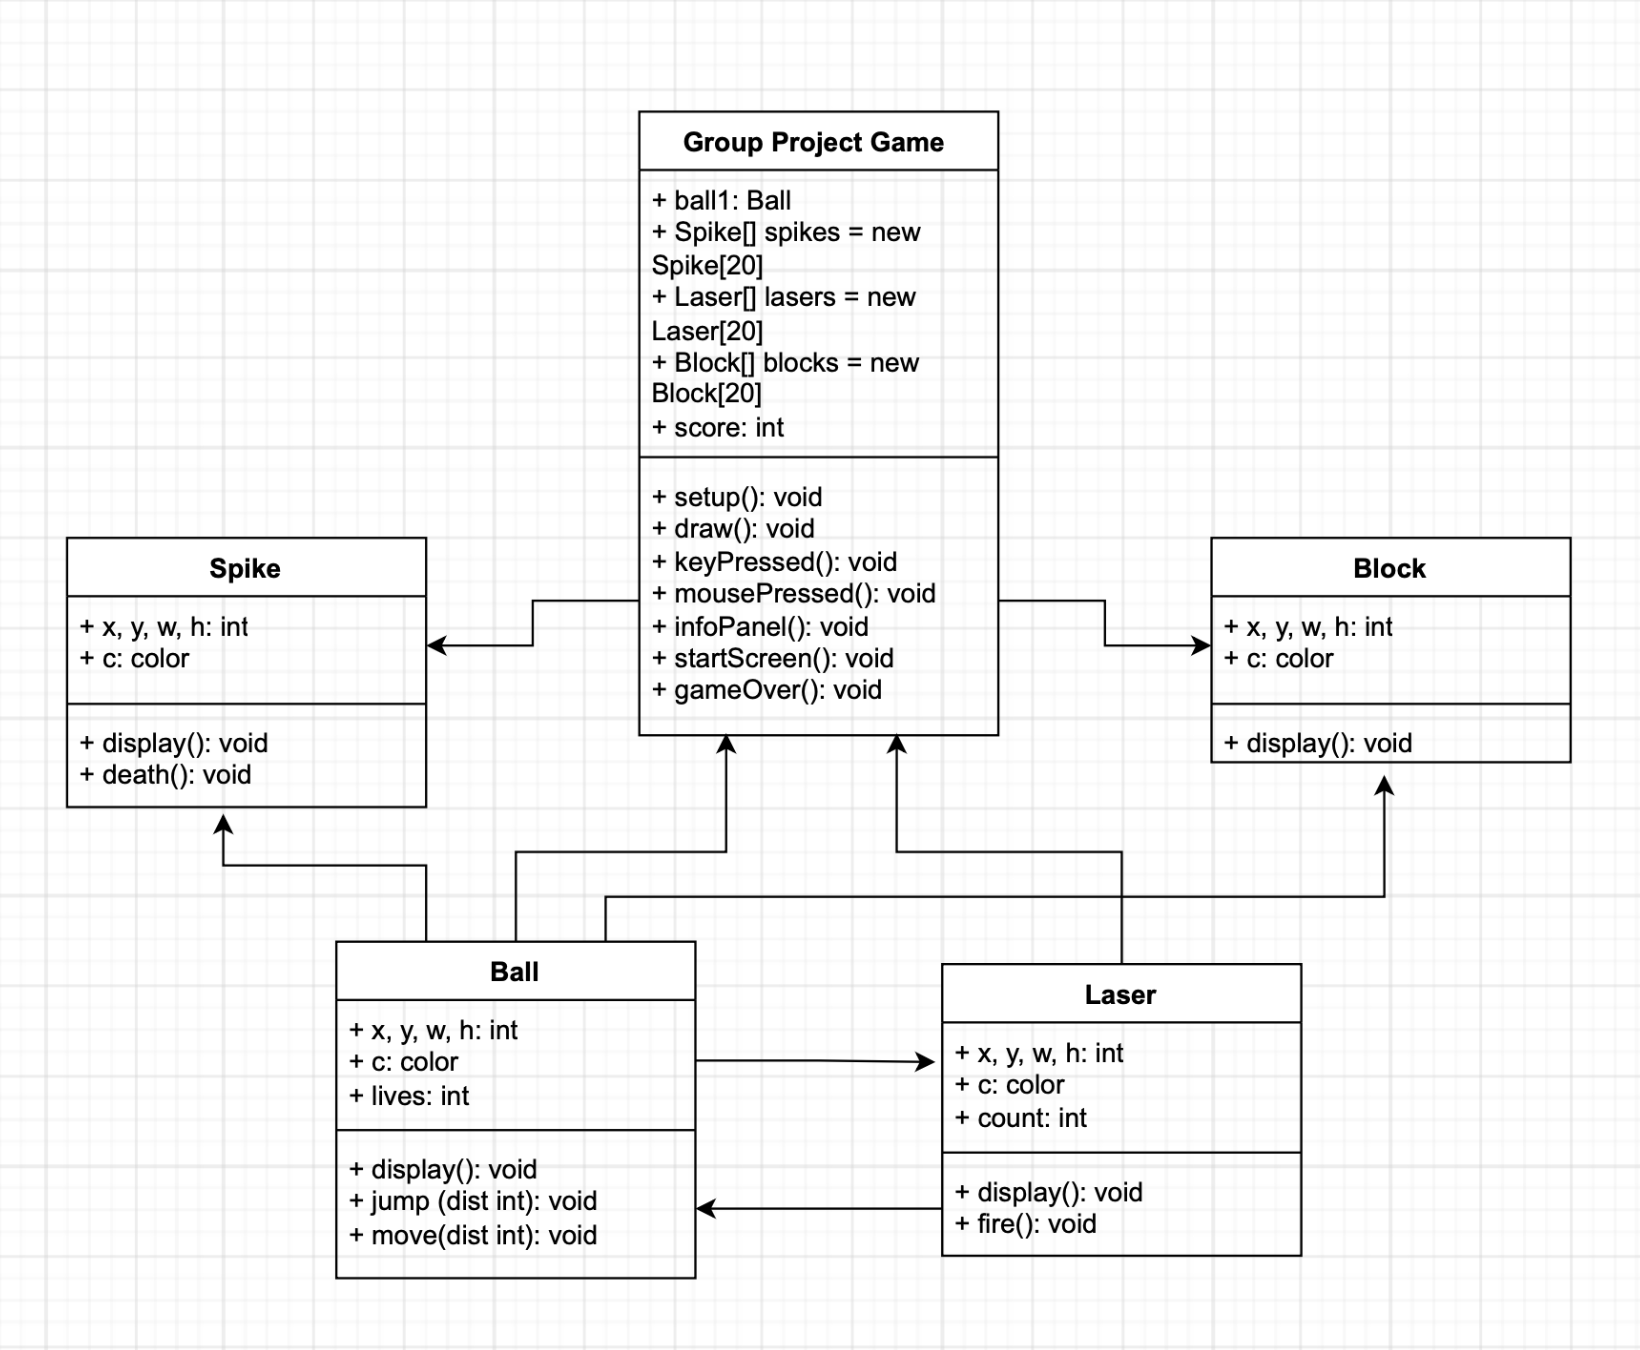 Group Project Game
+ ball1: Ball
+ Spike[] spikes = new
Spike[20]
+ Laser[] lasers = new
Laser[20]
+ Block[] blocks = new
Block[20]
+ score: int
+ setup(): void
+ draw(): void
+ keyPressed(): void
+ mousePressed(): void
+ infoPanel(): void
+ startScreen(): void
+ gameOver(): void
Spike
+ x, y, w, h: int
+ c: color
+ display(): void
+ death(): void
Block
+ x, y, w, h: int
+ c: color
+ display(): void
Ball
+ x, y, w, h: int
+ c: color
+ lives: int
+ display(): void
+ jump (dist int): void
+ move(dist int): void
Laser
+ x, y, w, h: int
+ c: color
+ count: int
+ display(): void
+ fire(): void